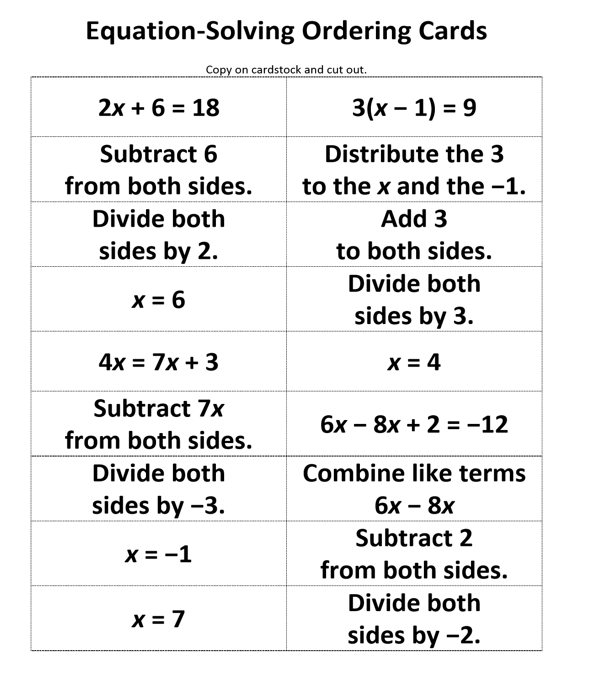 Equation-Solving Ordering Cards
Copy on cardstock and cut out.
2x + 6 = 18
3(x − 1) = 9
Subtract 6
from both sides.
Distribute the 3
to the x and the −1.
Divide both
sides by 2.
Add 3
to both sides.
x = 6
Divide both
sides by 3.
4x = 7x + 3
x = 4
Subtract 7x
from both sides.
6x − 8x + 2 = −12
Divide both
sides by −3.
Combine like terms
6x − 8x
x = −1
Subtract 2
from both sides.
x = 7
Divide both
sides by −2.